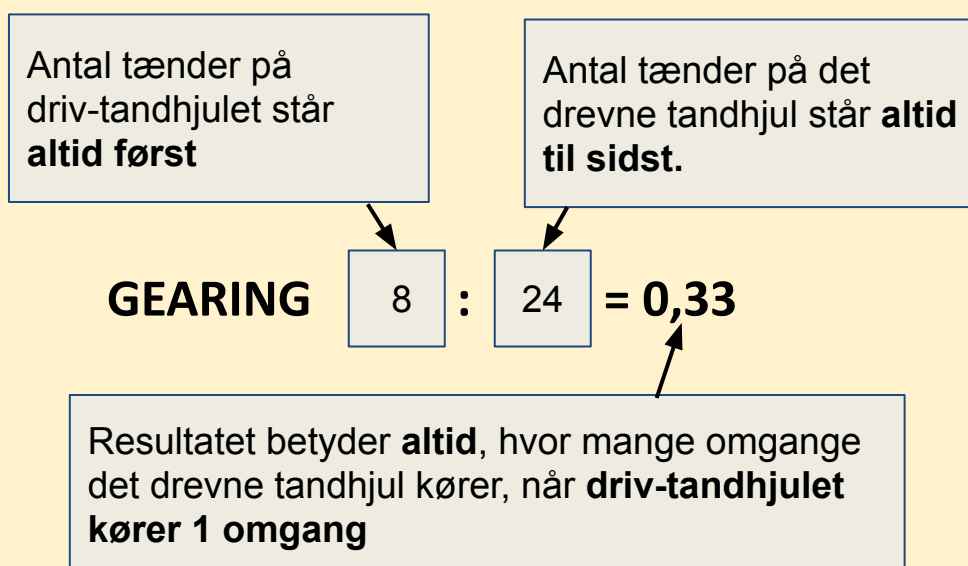 Antal tænder på
driv-tandhjulet står
altid først
Antal tænder på det
drevne tandhjul står altid
til sidst.
GEARING 8 : 24 = 0,33
Resultatet betyder altid, hvor mange omgange
det drevne tandhjul kører, når driv-tandhjulet
kører 1 omgang